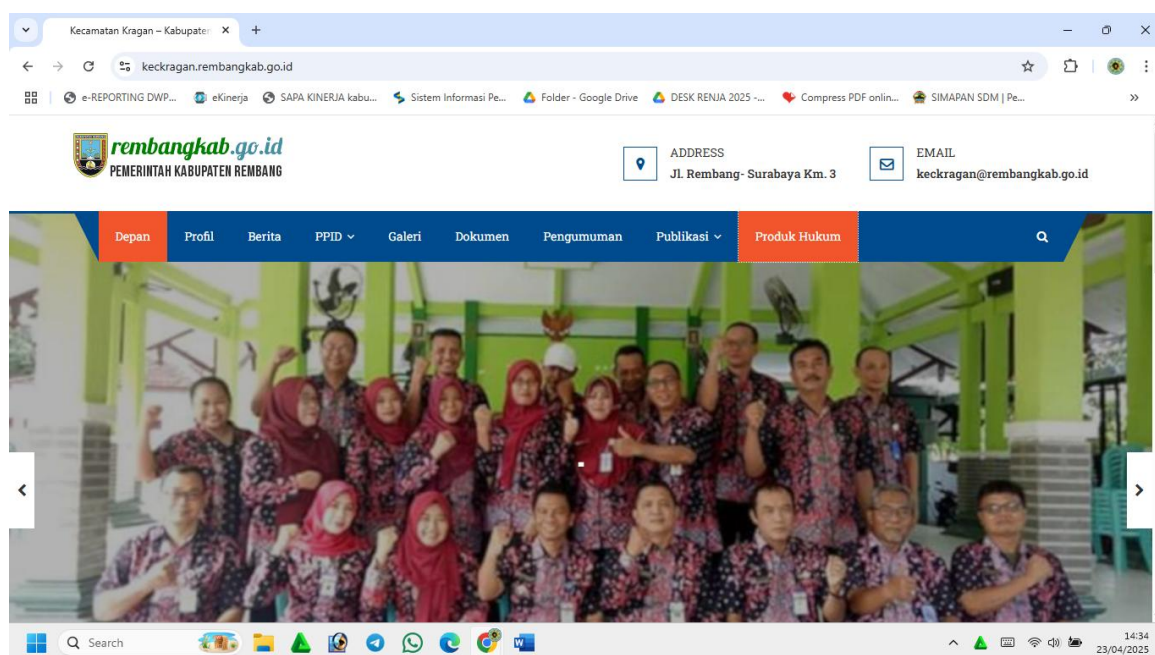 Kecamatan Kragan – Kabupaten
keckragan.rembangkab.go.id
e-REPORTING DWP...
eKinerja
SAPA KINERJA kabu...
Sistem Informasi Pe...
Folder - Google Drive
DESK RENJA 2025 -...
Compress PDF onlin...
SIMAPAN SDM | Pe...
rembangkab.go.id
PEMERINTAH KABUPATEN REMBANG
ADDRESS
Jl. Rembang- Surabaya Km. 3
EMAIL
keckragan@rembangkab.go.id
Depan
Profil
Berita
PPID
Galeri
Dokumen
Pengumuman
Publikasi
Produk Hukum
Search
14:34
23/04/2025